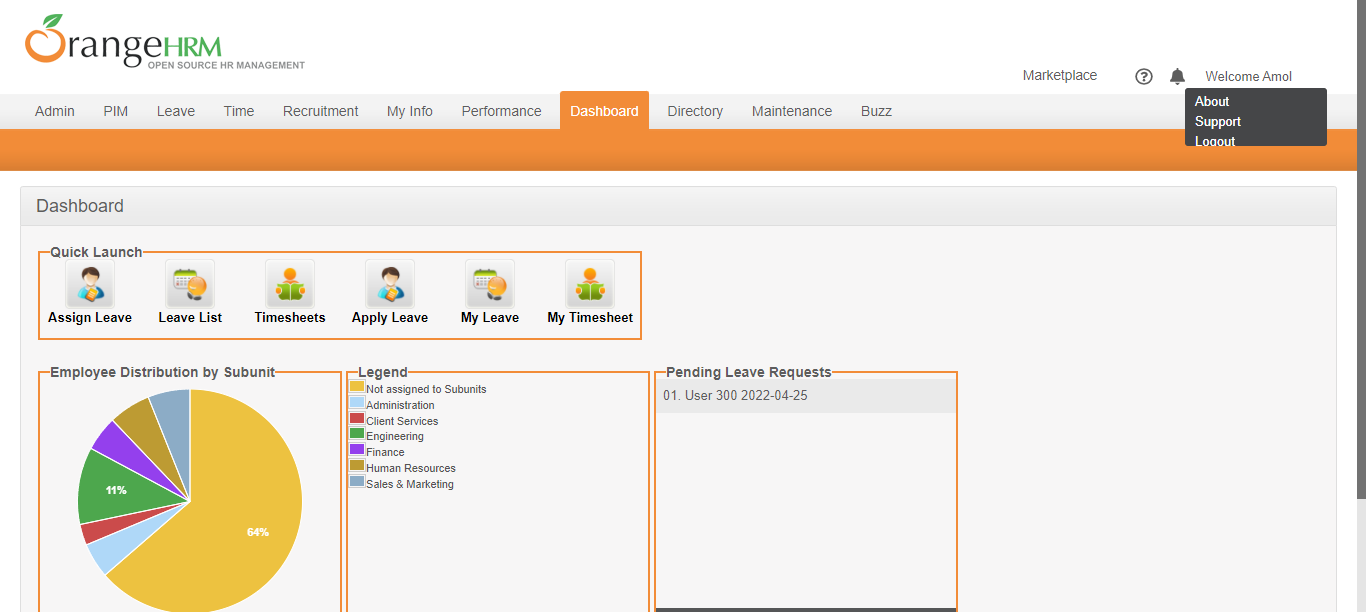 OrangeHRM
OPEN SOURCE HR MANAGEMENT
Marketplace ? Welcome Amol
About
Support
Logout
Admin PIM Leave Time Recruitment My Info Performance Dashboard Directory Maintenance Buzz
Dashboard
Quick Launch
Assign Leave Leave List Timesheets Apply Leave My Leave My Timesheet
Employee Distribution by Subunit
11%
64%
Legend
Not assigned to Subunits
Administration
Client Services
Engineering
Finance
Human Resources
Sales & Marketing
Pending Leave Requests
01. User 300 2022-04-25